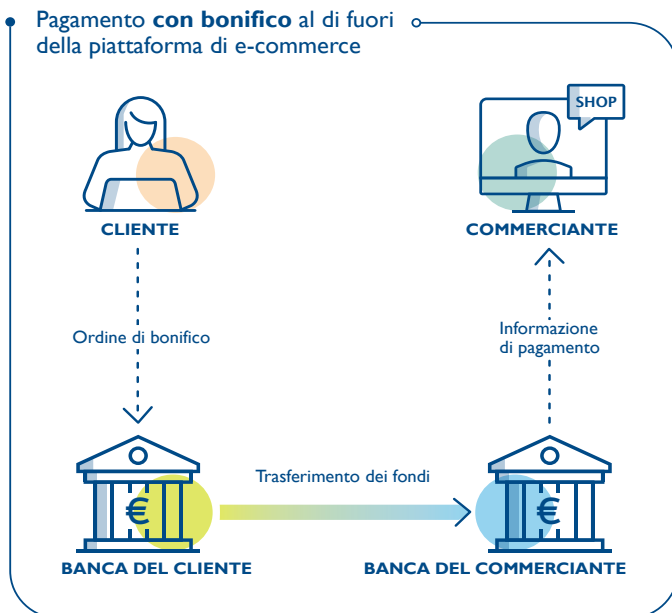 Pagamento con bonifico al di fuori
della piattaforma di e-commerce
SHOP
CLIENTE
COMMERCIANTE
Ordine di bonifico
Informazione
di pagamento
Trasferimento dei fondi
€
€
BANCA DEL CLIENTE
BANCA DEL COMMERCIANTE